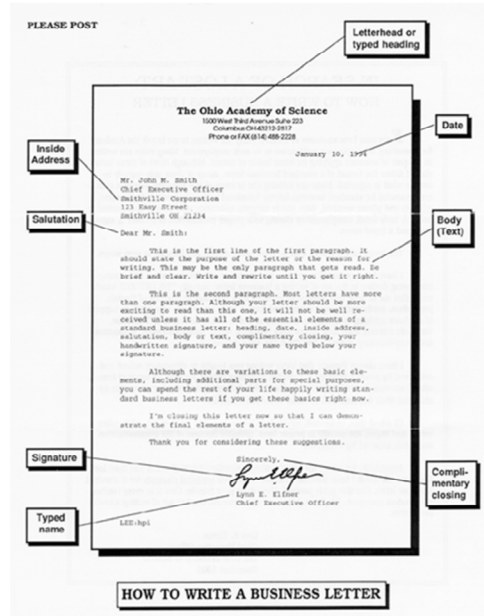 PLEASE POST
Letterhead or
typed heading
The Ohio Academy of Science
1500 West Third Avenue Suite 223
Columbus OH 43212-2817
Phone or FAX (614) 488-2228
Date
January 10, 1994
Inside
Address
Mr. John M. Smith
Chief Executive Officer
Smithville Corporation
123 Easy Street
Smithville OH 21234
Salutation
Dear Mr. Smith:
Body
(Text)
This is the first line of the first paragraph. It
should state the purpose of the letter or the reason for
writing. This may be the only paragraph that gets read. Be
brief and clear. Write and rewrite until you get it right.
This is the second paragraph. Most letters have more
than one paragraph. Although your letter should be more
exciting to read than this one, it will not be well re-
ceived unless it has all of the essential elements of a
standard business letter: heading, date, inside address,
salutation, body or text, complimentary closing, your
handwritten signature, and your name typed below your
signature.
Although there are variations to these basic ele-
ments, including additional parts for special purposes,
you can spend the rest of your life happily writing stan-
dard business letters if you get these basics right now.
I'm closing this letter now so that I can demon-
strate the final elements of a letter.
Thank you for considering these suggestions.
Sincerely,
Signature
Compli-
mentary
closing
Lynn E. Elfner
Chief Executive Officer
Typed
name
LEE:hpi
HOW TO WRITE A BUSINESS LETTER